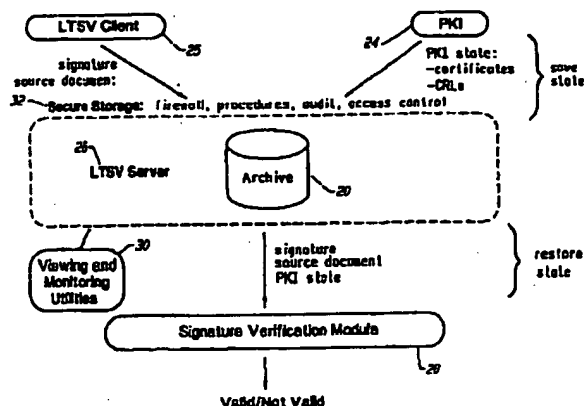 LTSV Client
25
PKI
24
signature
source document:
PKI state:
-certificates
-CRLs
save
state
32
Secure Storage: firewall, procedures, audit, access control
26
LTSV Server
Archive
20
30
Viewing and
Monitoring
Utilities
signature
source document
PKI state
restore
state
Signature Verification Module
28
Valid/Not Valid